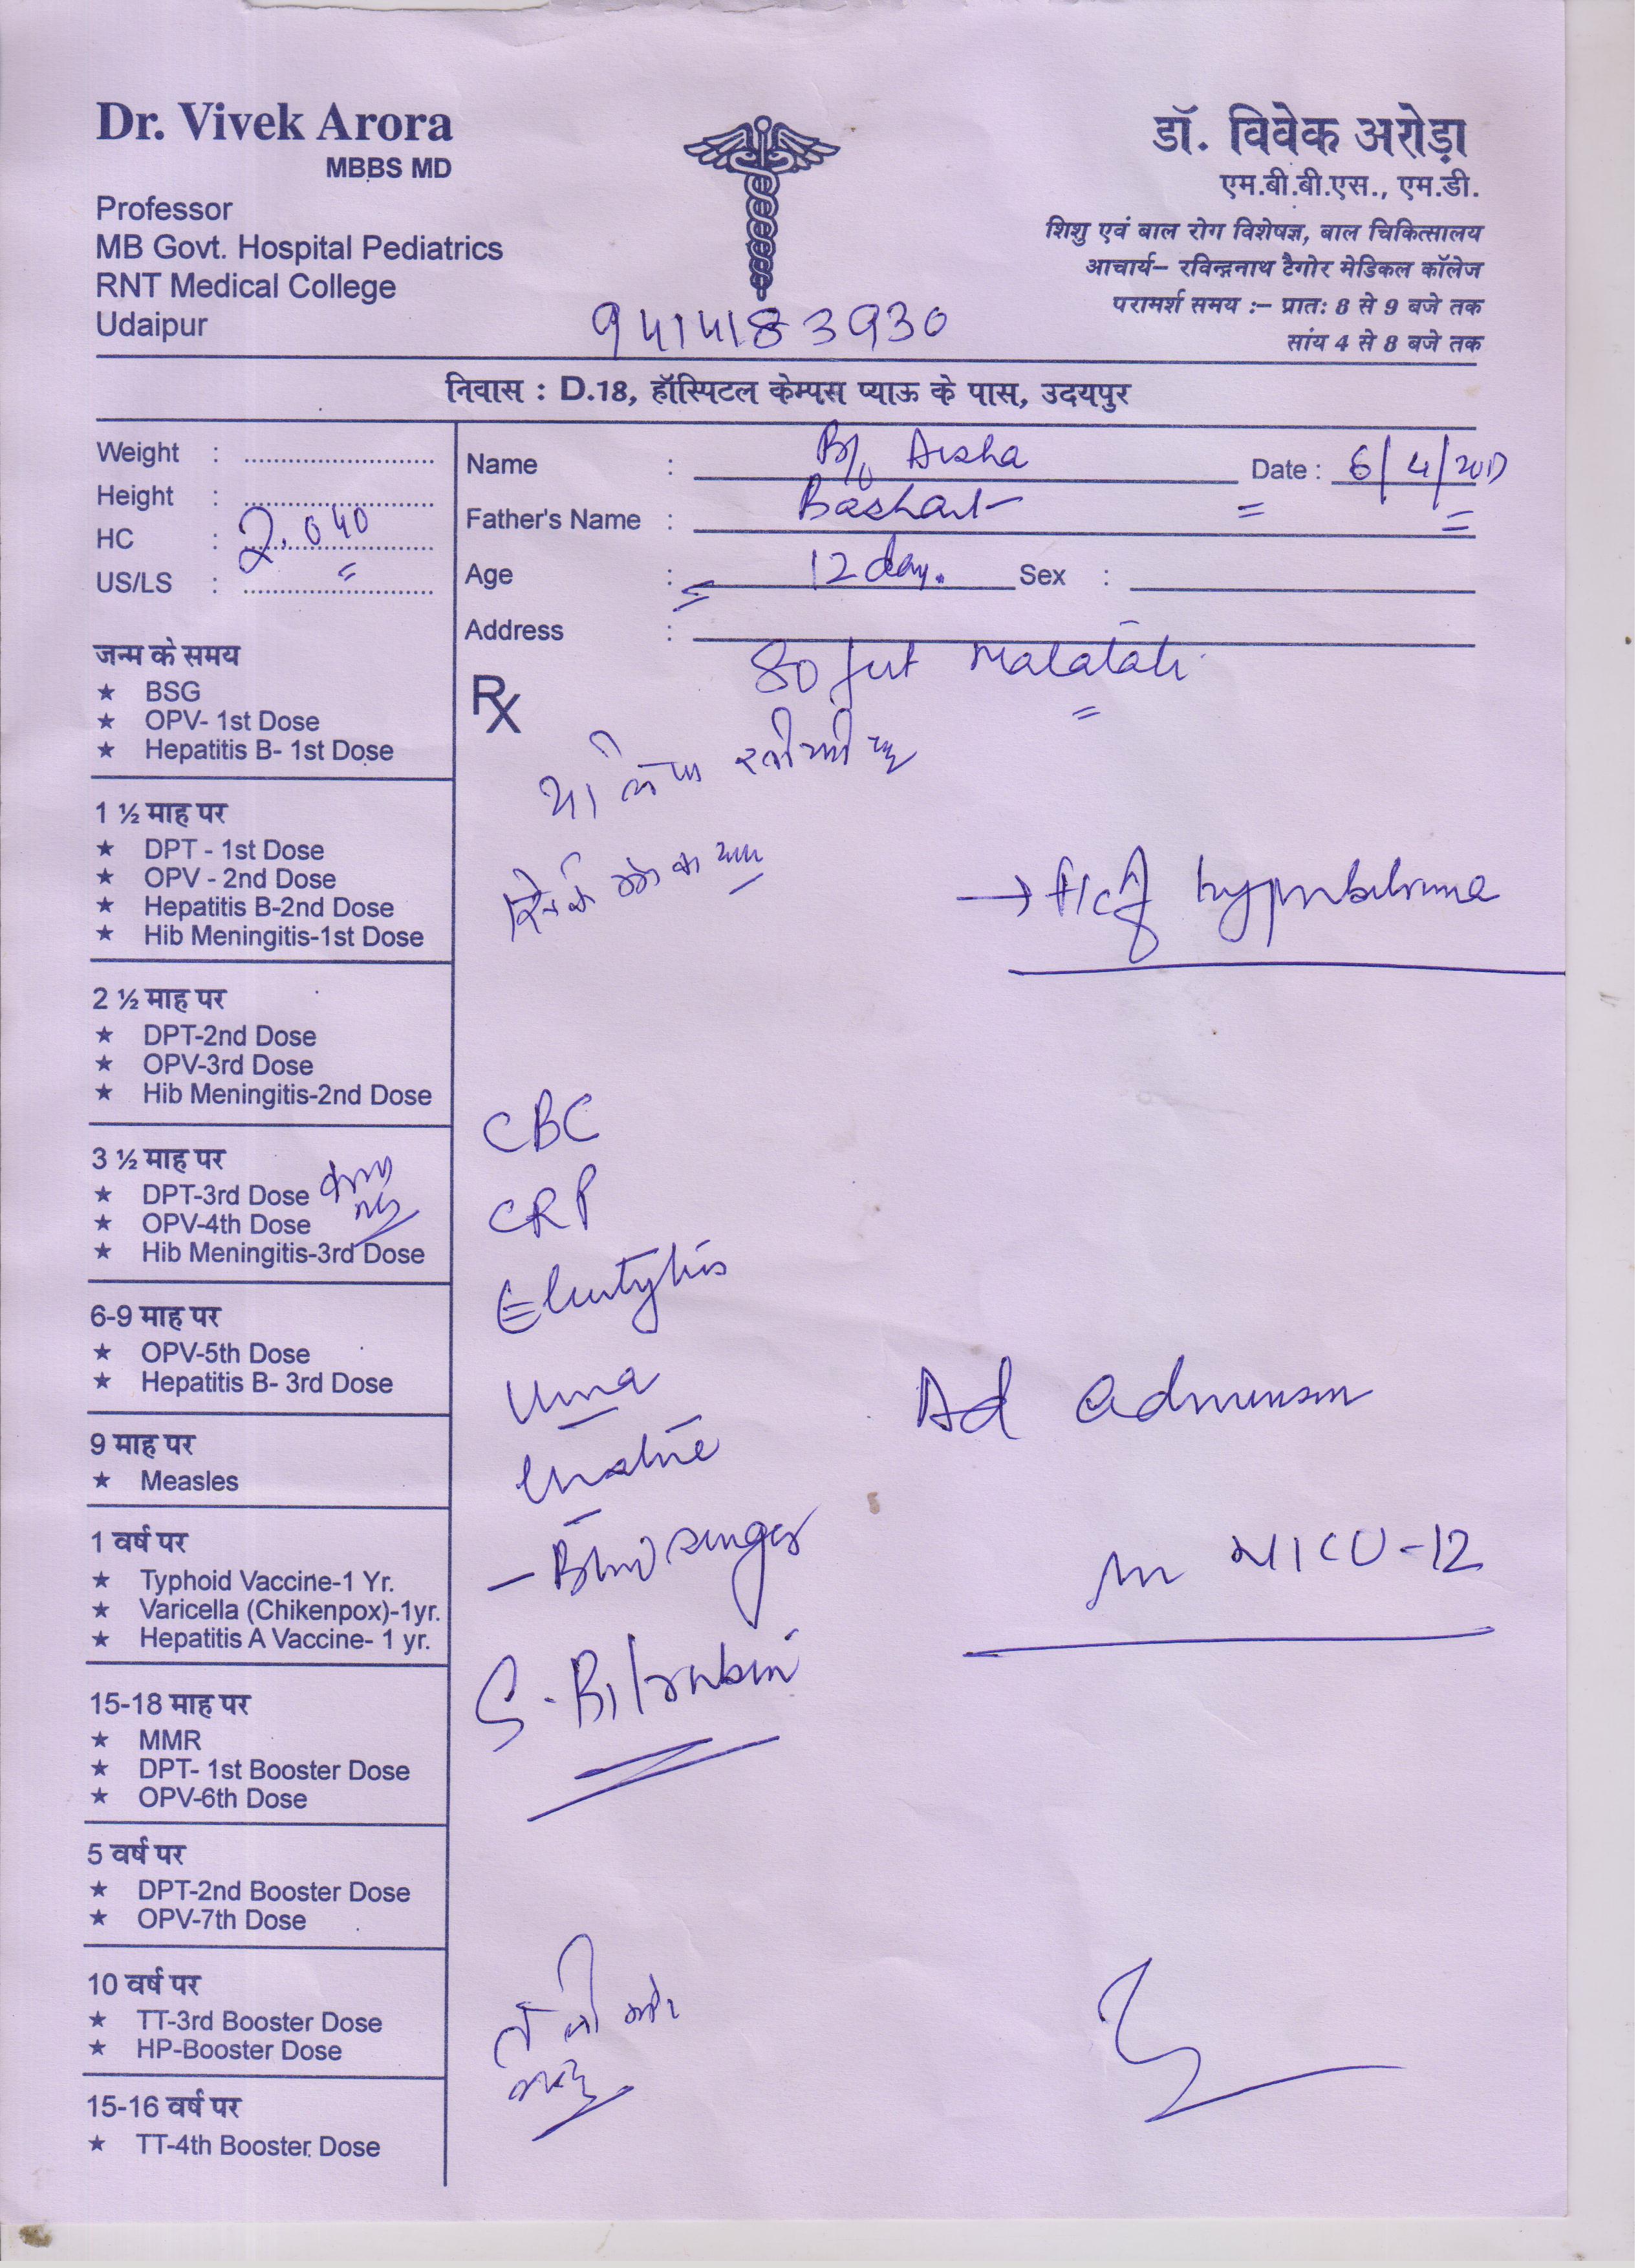 Dr. Vivek Arora
MBBS MD
Professor
MB Govt. Hospital Pediatrics
RNT Medical College
Udaipur
9414183930
डॉ. विवेक अरोड़ा
एम.बी.बी.एस., एम.डी.
शिशु एवं बाल रोग विशेषज्ञ, बाल चिकित्सालय
आचार्य– रविन्द्रनाथ टैगोर मेडिकल कॉलेज
परामर्श समय :– प्रातः 8 से 9 बजे तक
सांय 4 से 8 बजे तक
निवास : D.18, हॉस्पिटल केम्पस प्याऊ के पास, उदयपुर
Weight :
Height :
HC : 2.040
US/LS :
Name : B/o Aisha Date : 6/4/2017
Father's Name :
Age : 12 day. Sex :
Address :
80 fut
जन्म के समय
★ BSG
★ OPV- 1st Dose
★ Hepatitis B- 1st Dose
1 ½ माह पर
★ DPT - 1st Dose
★ OPV - 2nd Dose
★ Hepatitis B-2nd Dose
★ Hib Meningitis-1st Dose
2 ½ माह पर
★ DPT-2nd Dose
★ OPV-3rd Dose
★ Hib Meningitis-2nd Dose
3 ½ माह पर
★ DPT-3rd Dose
★ OPV-4th Dose
★ Hib Meningitis-3rd Dose
6-9 माह पर
★ OPV-5th Dose
★ Hepatitis B- 3rd Dose
9 माह पर
★ Measles
1 वर्ष पर
★ Typhoid Vaccine-1 Yr.
★ Varicella (Chikenpox)-1yr.
★ Hepatitis A Vaccine- 1 yr.
15-18 माह पर
★ MMR
★ DPT- 1st Booster Dose
★ OPV-6th Dose
5 वर्ष पर
★ DPT-2nd Booster Dose
★ OPV-7th Dose
10 वर्ष पर
★ TT-3rd Booster Dose
★ HP-Booster Dose
15-16 वर्ष पर
★ TT-4th Booster Dose
Rx
CBC
CRP
S. Bilirubin
Ad admission
in NICU-12